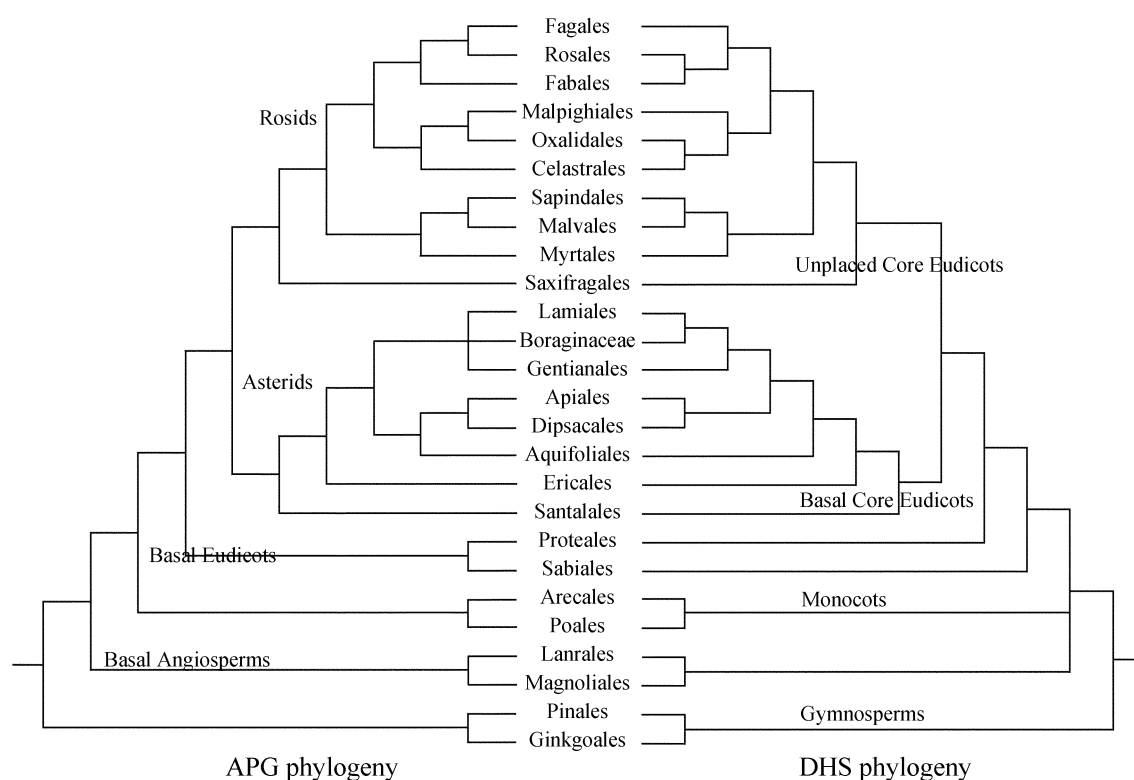 Fagales
Rosales
Fabales
Malpighiales
Rosids
Oxalidales
Celastrales
Sapindales
Malvales
Myrtales
Unplaced Core Eudicots
Saxifragales
Lamiales
Boraginaceae
Gentianales
Asterids
Apiales
Dipsacales
Aquifoliales
Ericales
Basal Core Eudicots
Santalales
Proteales
Basal Eudicots
Sabiales
Arecales
Monocots
Poales
Lanrales
Basal Angiosperms
Magnoliales
Pinales
Gymnosperms
Ginkgoales
APG phylogeny
DHS phylogeny